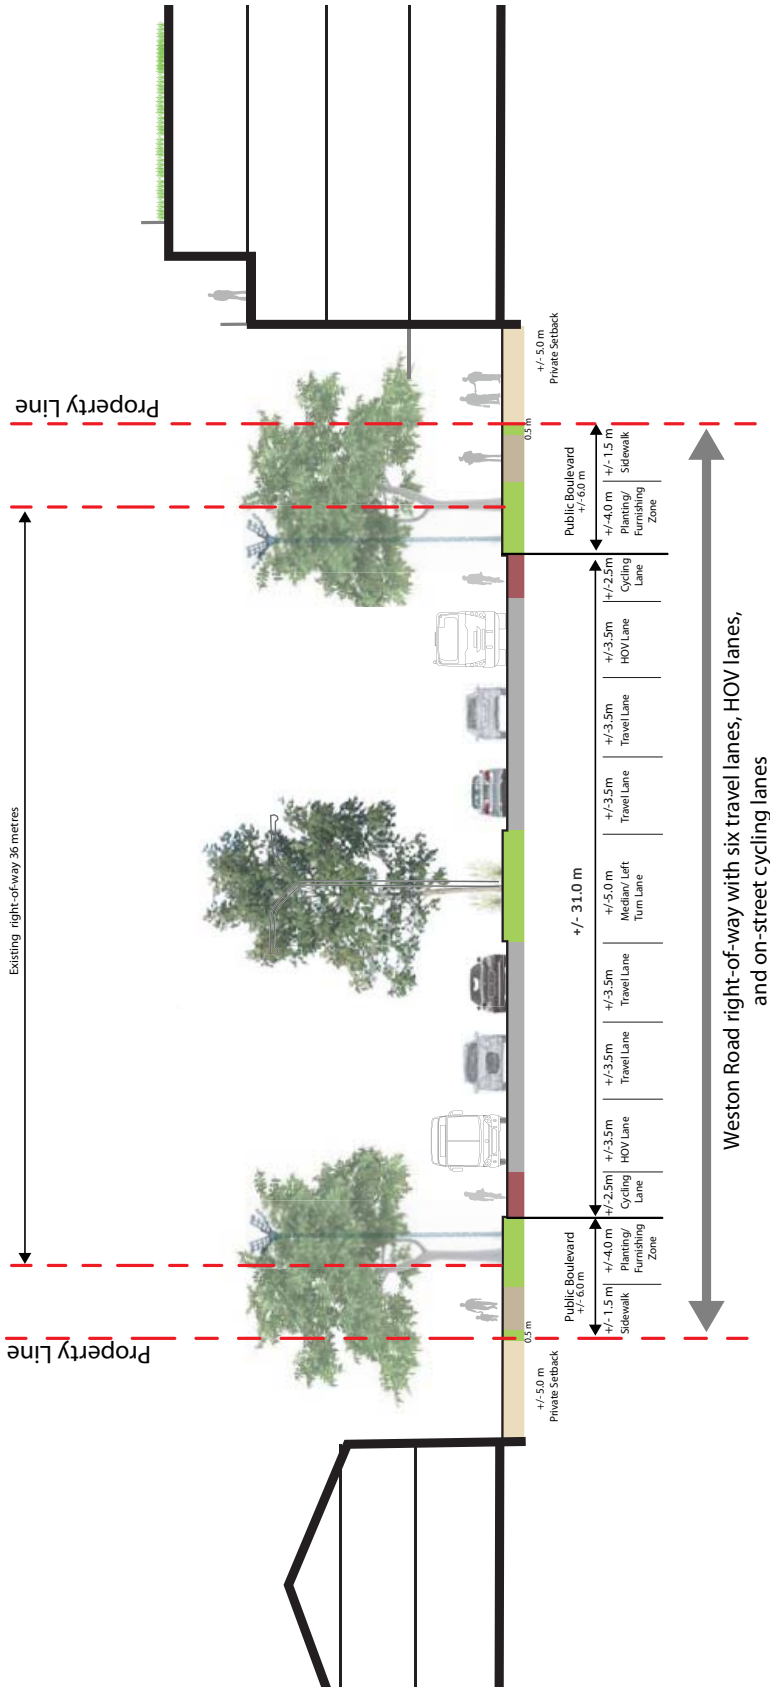 Existing right-of-way 36 metres
Property Line
Property Line
+/- 5.0 m
Private Setback
0.5 m
Public Boulevard
+/- 6.0 m
+/- 1.5 m
Sidewalk
+/-4.0 m
Planting/
Furnishing
Zone
+/- 31.0 m
+/-2.5m
Cycling
Lane
+/-3.5m
HOV Lane
+/-3.5m
Travel Lane
+/-3.5m
Travel Lane
+/-5.0 m
Median/ Left
Turn Lane
+/-3.5m
Travel Lane
+/-3.5m
Travel Lane
+/-3.5m
HOV Lane
+/-2.5m
Cycling
Lane
Public Boulevard
+/- 6.0 m
+/-4.0 m
Planting/
Furnishing
Zone
+/- 1.5 m
Sidewalk
0.5 m
+/- 5.0 m
Private Setback
Weston Road right-of-way with six travel lanes, HOV lanes,
and on-street cycling lanes